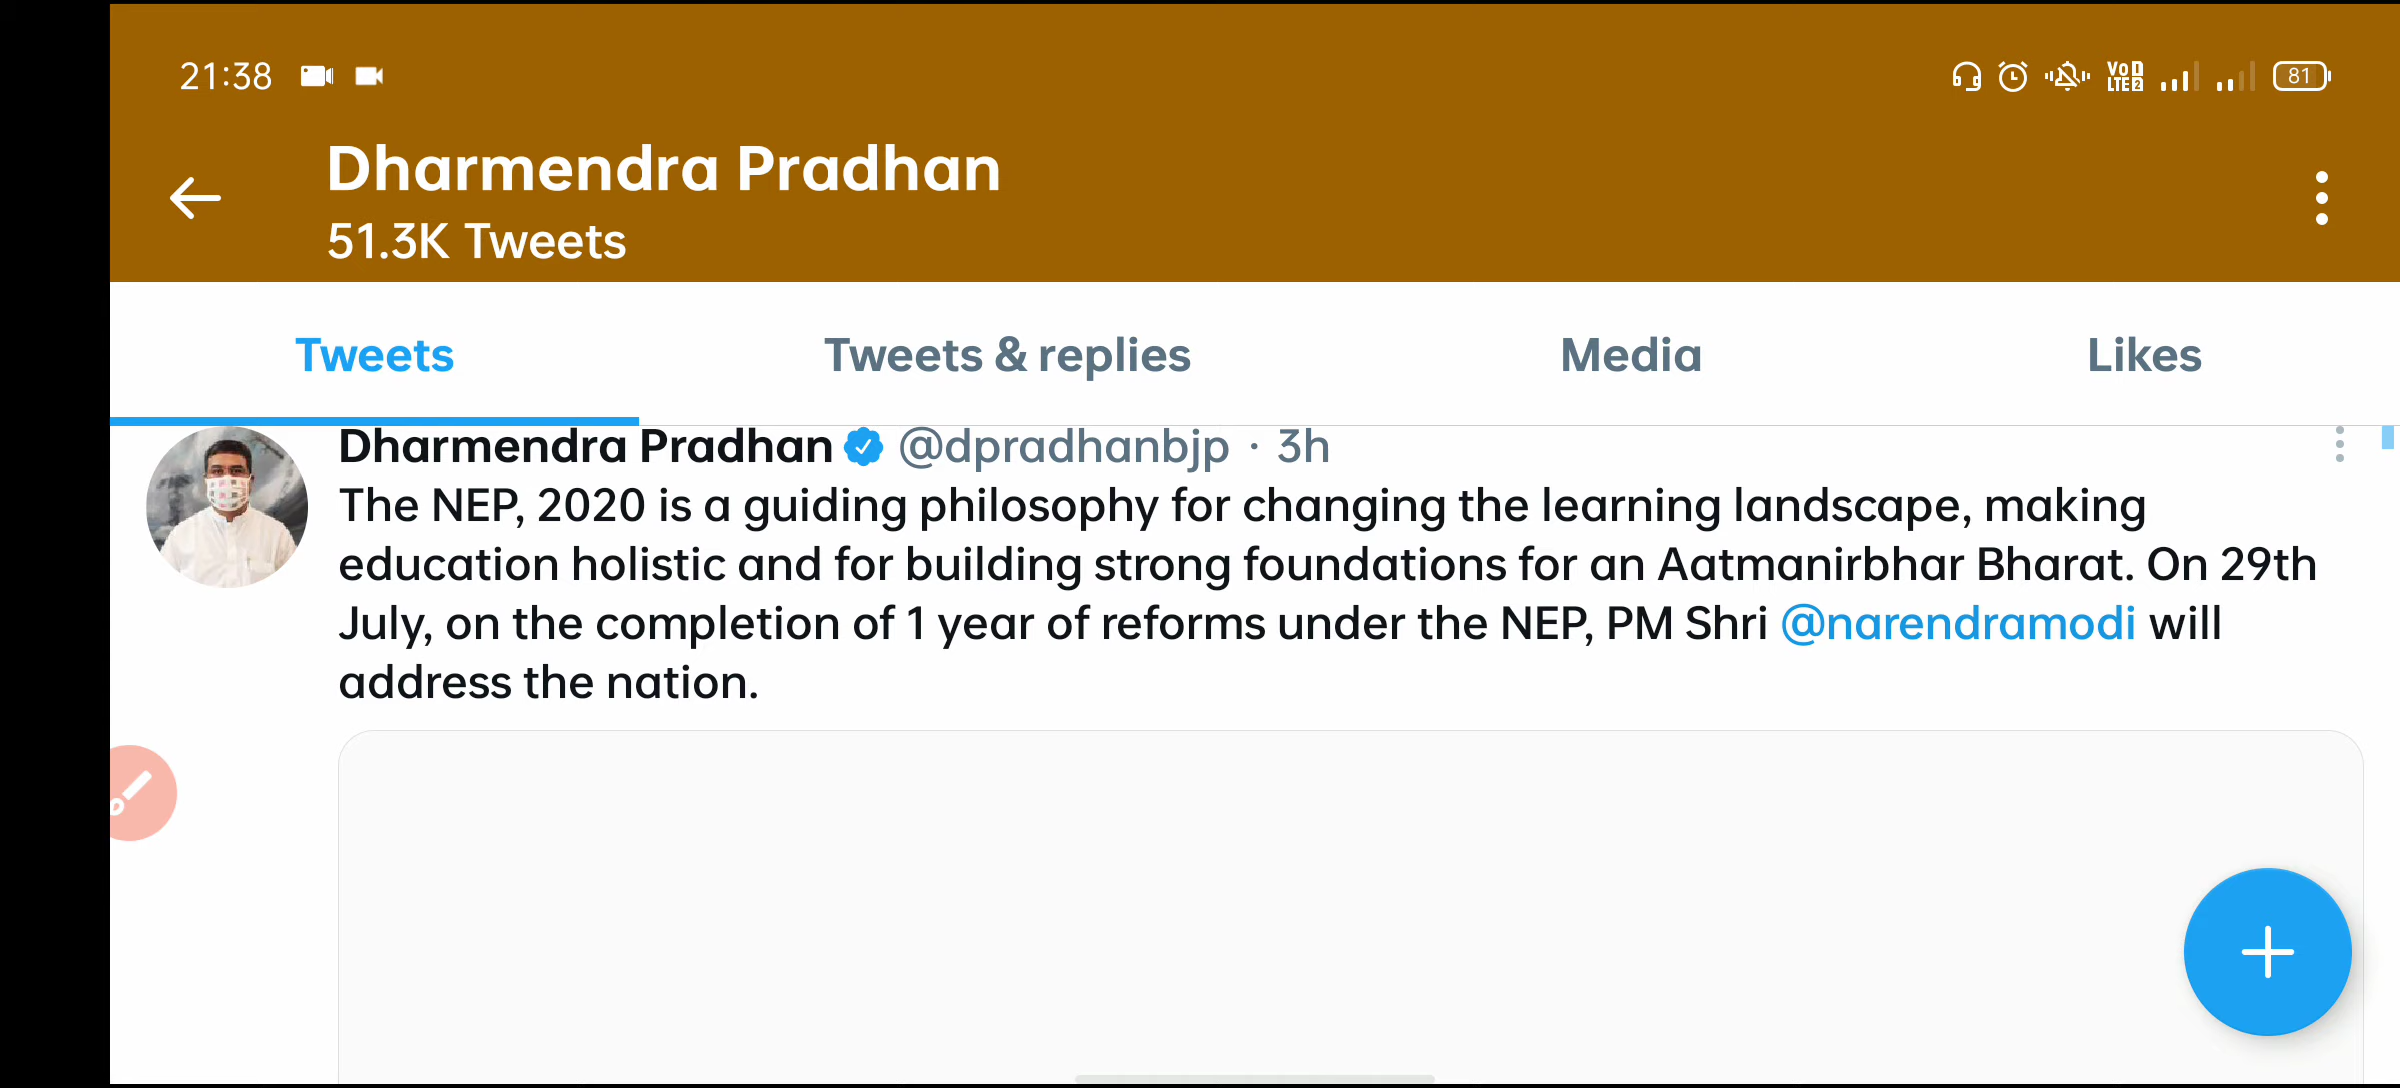 21:38
VoD
LTE2
81
Dharmendra Pradhan
51.3K Tweets
Tweets
Tweets & replies
Media
Likes
Dharmendra Pradhan @dpradhanbjp · 3h
The NEP, 2020 is a guiding philosophy for changing the learning landscape, making
education holistic and for building strong foundations for an Aatmanirbhar Bharat. On 29th
July, on the completion of 1 year of reforms under the NEP, PM Shri @narendramodi will
address the nation.